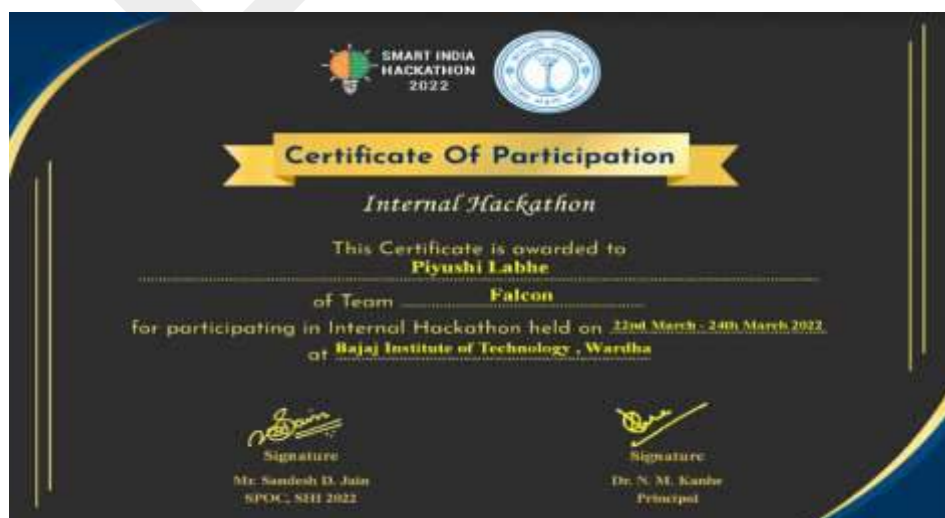 SMART INDIA
HACKATHON
2022
Certificate Of Participation
Internal Hackathon
This Certificate is awarded to
Piyushi Labhe
of Team Falcon
for participating in Internal Hackathon held on 22nd March - 24th March 2022
at Bajaj Institute of Technology , Wardha
Signature
Signature
Mr. Sandesh D. Jain
Dr. N. M. Kanhe
SPOC, SHI 2022
Principal